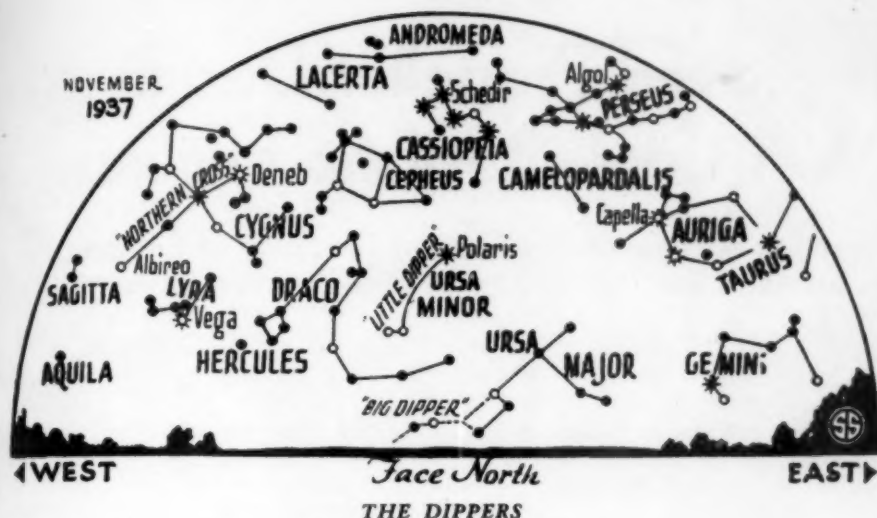 ANDROMEDA
NOVEMBER
1937
LACERTA
Algol
Schedir
PERSEUS
CASSIOPEIA
"NORTHERN CROSS"
Deneb
CEPHEUS
CAMELOPARDALIS
CYGNUS
Capella
AURIGA
Albireo
Polaris
TAURUS
SAGITTA
LYRA
DRACO
"LITTLE DIPPER"
URSA
MINOR
Vega
HERCULES
URSA
MAJOR
GEMINI
AQUILA
"BIG DIPPER"
SS
WEST
Face North
EAST
THE DIPPERS